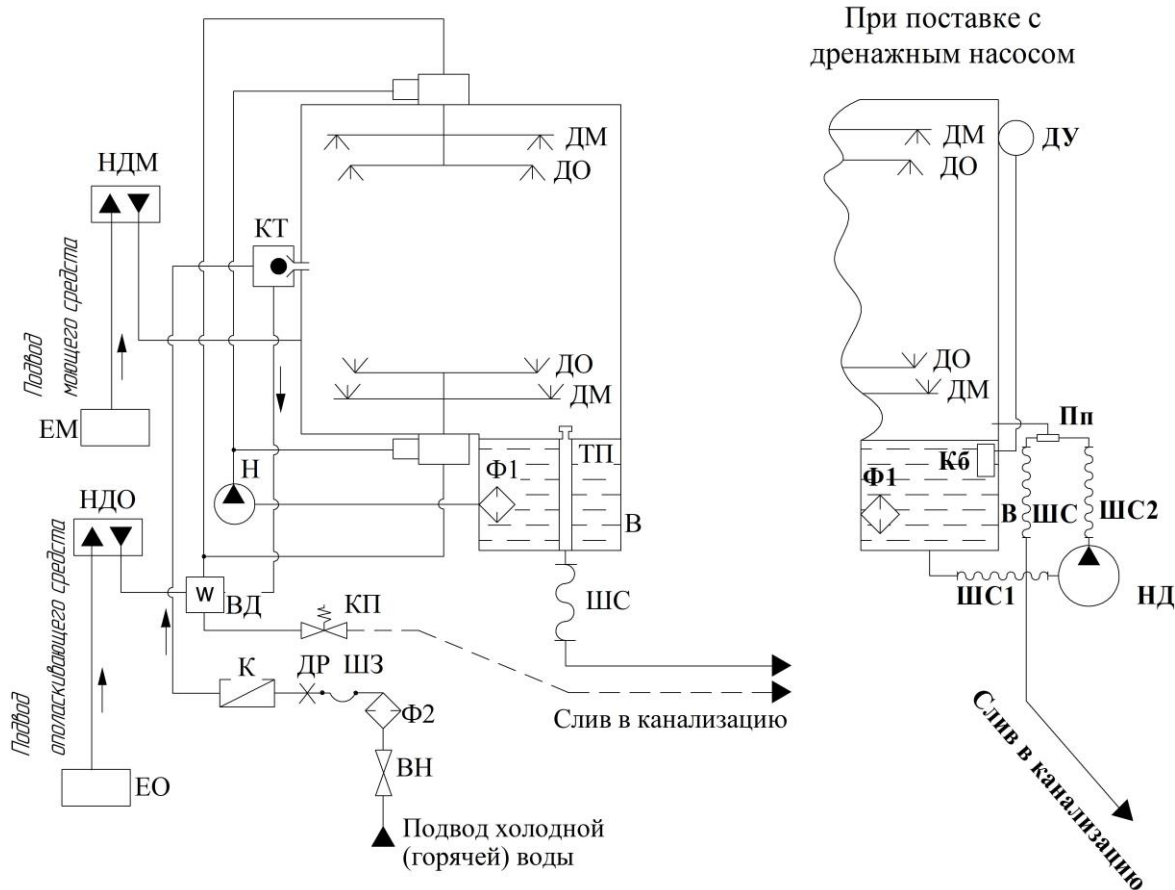 При поставке с
дренажным насосом
ДМ
ДО
ДМ
ДО
ДУ
НДМ
КТ
Подвод
моющего средства
ДО
ДМ
ДО
ДМ
ЕМ
Пп
Н
Ф1
ТП
Кб
Ф1
НДО
В
В
ШС
ШС2
Подвод
ополаскивающего средства
W
ВД
КП
ШС
ШС1
НД
К
ДР
ШЗ
Ф2
Слив в канализацию
Слив в канализацию
ВН
ЕО
Подвод холодной
(горячей) воды